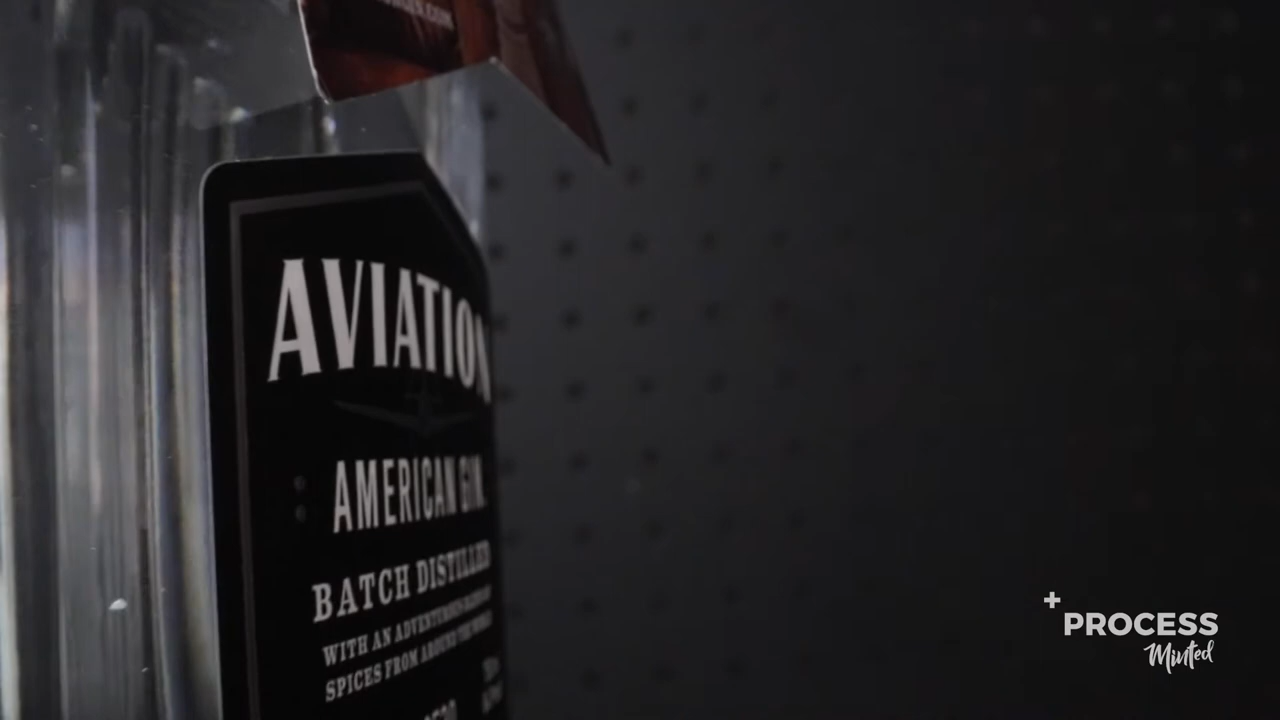 AVIATION
AMERICAN GIN.
BATCH DISTILLED
WITH AN ADVENTUROUS BLEND OF
SPICES FROM AROUND THE WORLD
+
PROCESS
Minted